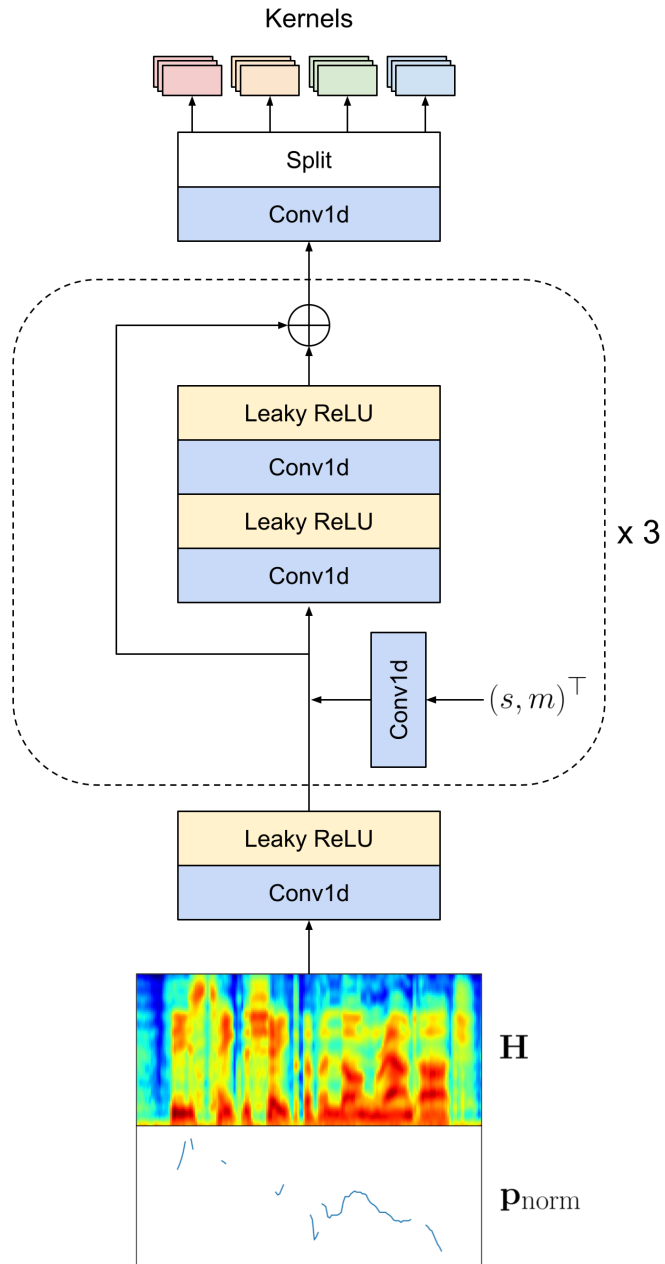 Kernels
Split
Conv1d
Leaky ReLU
Conv1d
Leaky ReLU
Conv1d
x 3
Conv1d
(s, m)⊤
Leaky ReLU
Conv1d
H
pnorm